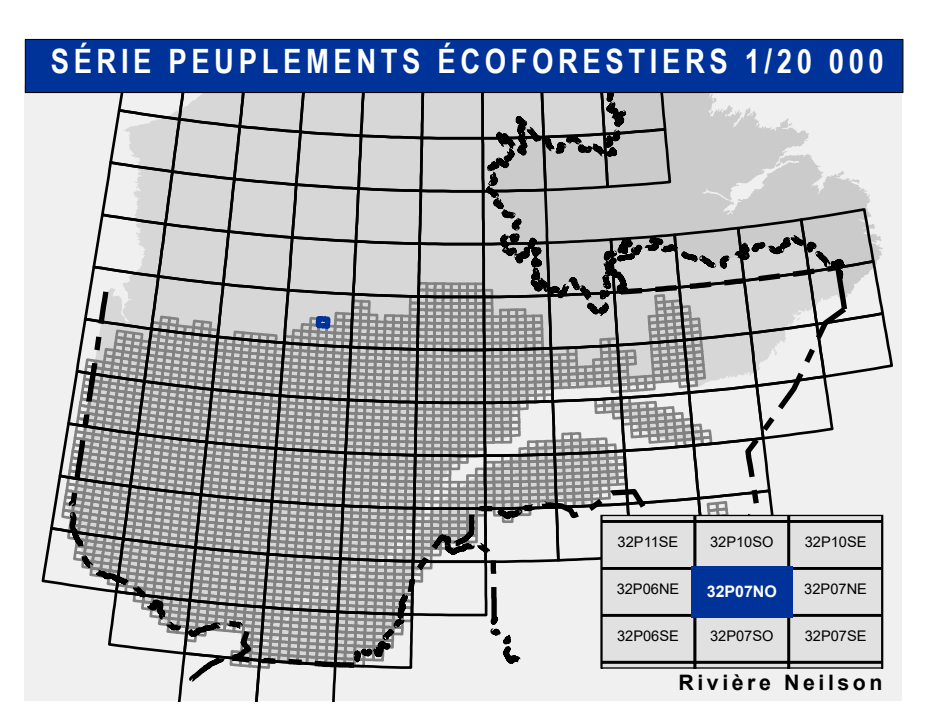 SÉRIE PEUPLEMENTS ÉCOFORESTIERS 1/20 000
32P11SE 32P10SO 32P10SE
32P06NE 32P07NO 32P07NE
32P06SE 32P07SO 32P07SE
Rivière Neilson